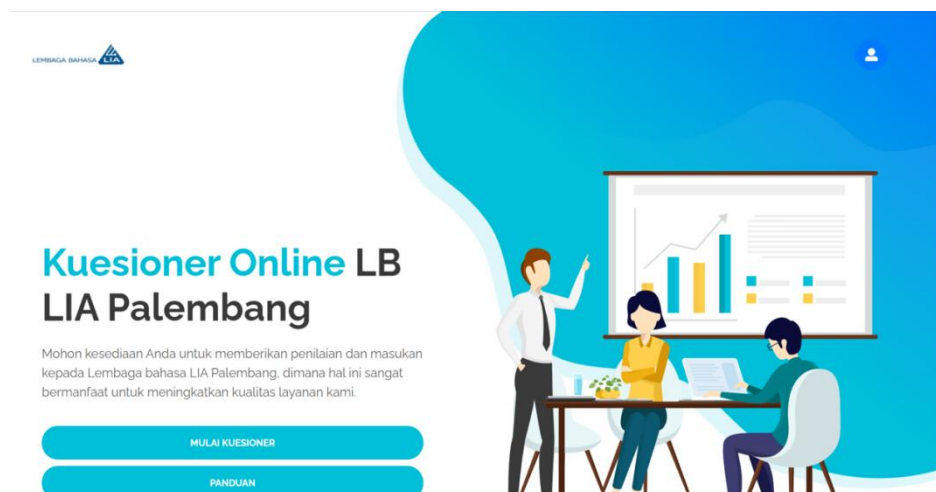 LEMBAGA BAHASA LIA
Kuesioner Online LB
LIA Palembang
Mohon kesediaan Anda untuk memberikan penilaian dan masukan
kepada Lembaga bahasa LIA Palembang, dimana hal ini sangat
bermanfaat untuk meningkatkan kualitas layanan kami.
MULAI KUESIONER
PANDUAN